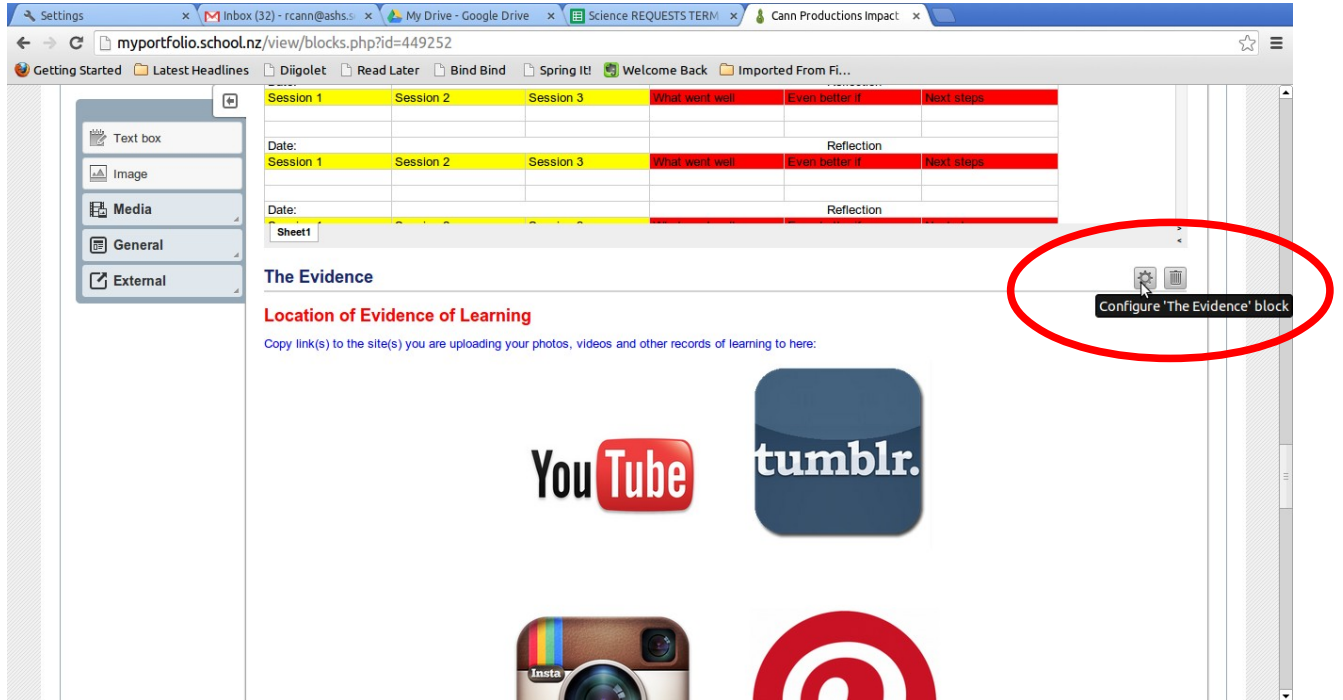 Settings
Inbox (32) - rcann@ashs.s
My Drive - Google Drive
Science REQUESTS TERM
Cann Productions Impact
myportfolio.school.nz/view/blocks.php?id=449252
Getting Started Latest Headlines Diigolet Read Later Bind Bind Spring It! Welcome Back Imported From Fi...
Session 1 Session 2 Session 3 What went well Even better if Next steps
Text box
Date: Reflection
Session 1 Session 2 Session 3 What went well Even better if Next steps
Image
Media
Date: Reflection
Sheet1
General
External
The Evidence
Configure 'The Evidence' block
Location of Evidence of Learning
Copy link(s) to the site(s) you are uploading your photos, videos and other records of learning to here:
You Tube
tumblr.
Insta